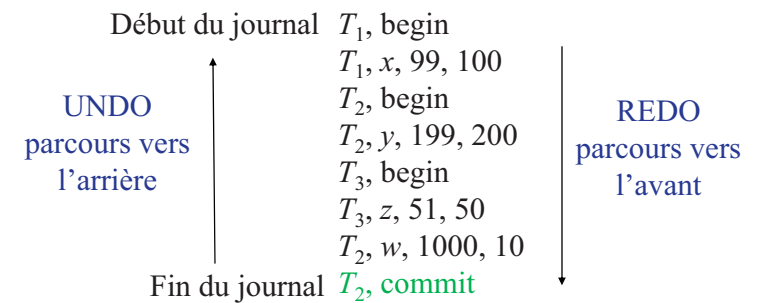 Début du journal T₁, begin
T₁, x, 99, 100
T₂, begin
T₂, y, 199, 200
T₃, begin
T₃, z, 51, 50
T₂, w, 1000, 10
Fin du journal T₂, commit
UNDO
parcours vers
l’arrière
REDO
parcours vers
l’avant